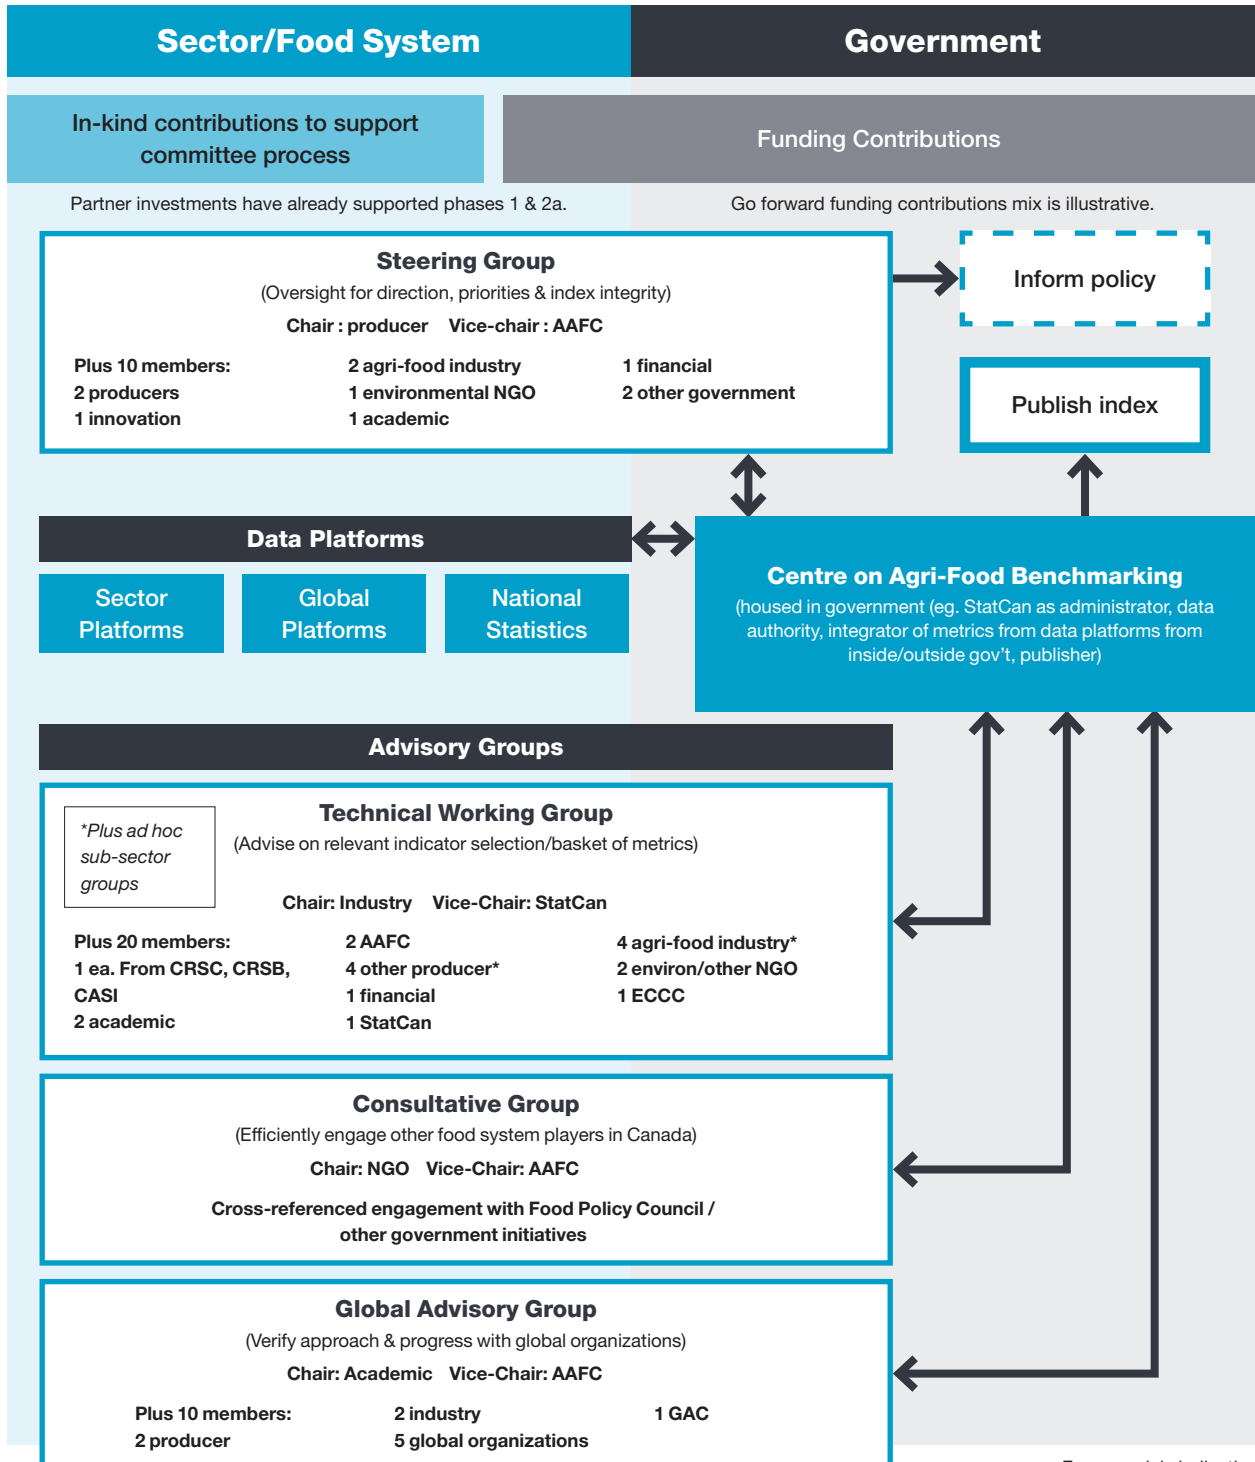 Sector/Food System
Government
In-kind contributions to support
committee process
Funding Contributions
Partner investments have already supported phases 1 & 2a.
Go forward funding contributions mix is illustrative.
Steering Group
(Oversight for direction, priorities & index integrity)
Chair : producer Vice-chair : AAFC
Plus 10 members:
2 producers
1 innovation
2 agri-food industry
1 environmental NGO
1 academic
1 financial
2 other government
Inform policy
Publish index
Data Platforms
Sector
Platforms
Global
Platforms
National
Statistics
Centre on Agri-Food Benchmarking
(housed in government (eg. StatCan as administrator, data
authority, integrator of metrics from data platforms from
inside/outside gov't, publisher)
Advisory Groups
Technical Working Group
(Advise on relevant indicator selection/basket of metrics)
*Plus ad hoc
sub-sector
groups
Chair: Industry Vice-Chair: StatCan
Plus 20 members:
1 ea. From CRSC, CRSB,
CASI
2 academic
2 AAFC
4 other producer*
1 financial
1 StatCan
4 agri-food industry*
2 environ/other NGO
1 ECCC
Consultative Group
(Efficiently engage other food system players in Canada)
Chair: NGO Vice-Chair: AAFC
Cross-referenced engagement with Food Policy Council /
other government initiatives
Global Advisory Group
(Verify approach & progress with global organizations)
Chair: Academic Vice-Chair: AAFC
Plus 10 members:
2 producer
2 industry
5 global organizations
1 GAC